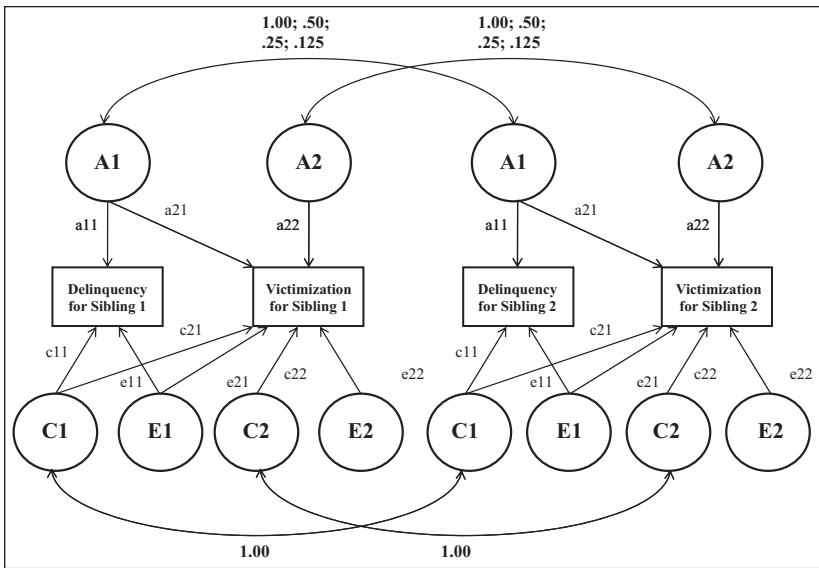 1.00; .50;
.25; .125
1.00; .50;
.25; .125
A1
A2
A1
A2
a11
a21
a22
a11
a21
a22
Delinquency
for Sibling 1
Victimization
for Sibling 1
Delinquency
for Sibling 2
Victimization
for Sibling 2
c11
c21
e11
e21
c22
e22
c11
c21
e11
e21
c22
e22
C1
E1
C2
E2
C1
E1
C2
E2
1.00
1.00